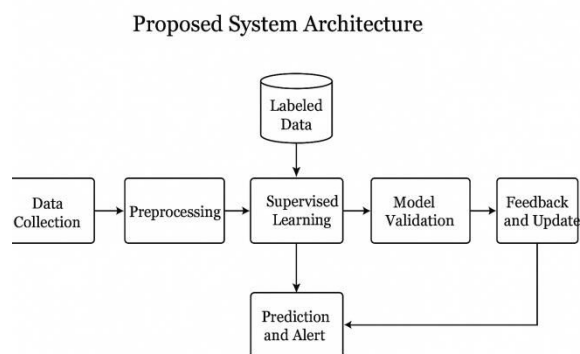 Proposed System Architecture
Labeled
Data
Data
Collection
Preprocessing
Supervised
Learning
Model
Validation
Feedback
and Update
Prediction
and Alert